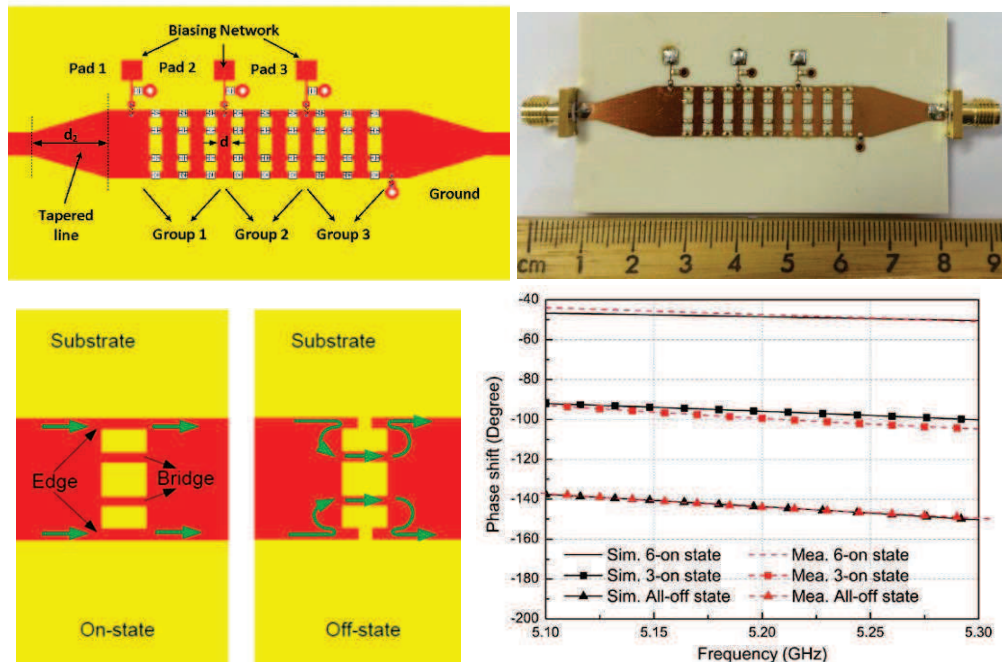 Biasing Network
Pad 1
Pad 2
Pad 3
d₂
d
Ground
Tapered
line
Group 1
Group 2
Group 3
cm 1 2 3 4 5 6 7 8 9
Substrate
Edge
Bridge
On-state
Substrate
Off-state
Phase shift (Degree)
-40
-60
-80
-100
-120
-140
-160
-180
-200
Sim. 6-on state
Mea. 6-on state
Sim. 3-on state
Mea. 3-on state
Sim. All-off state
Mea. All-off state
5.10 5.15 5.20 5.25 5.30
Frequency (GHz)